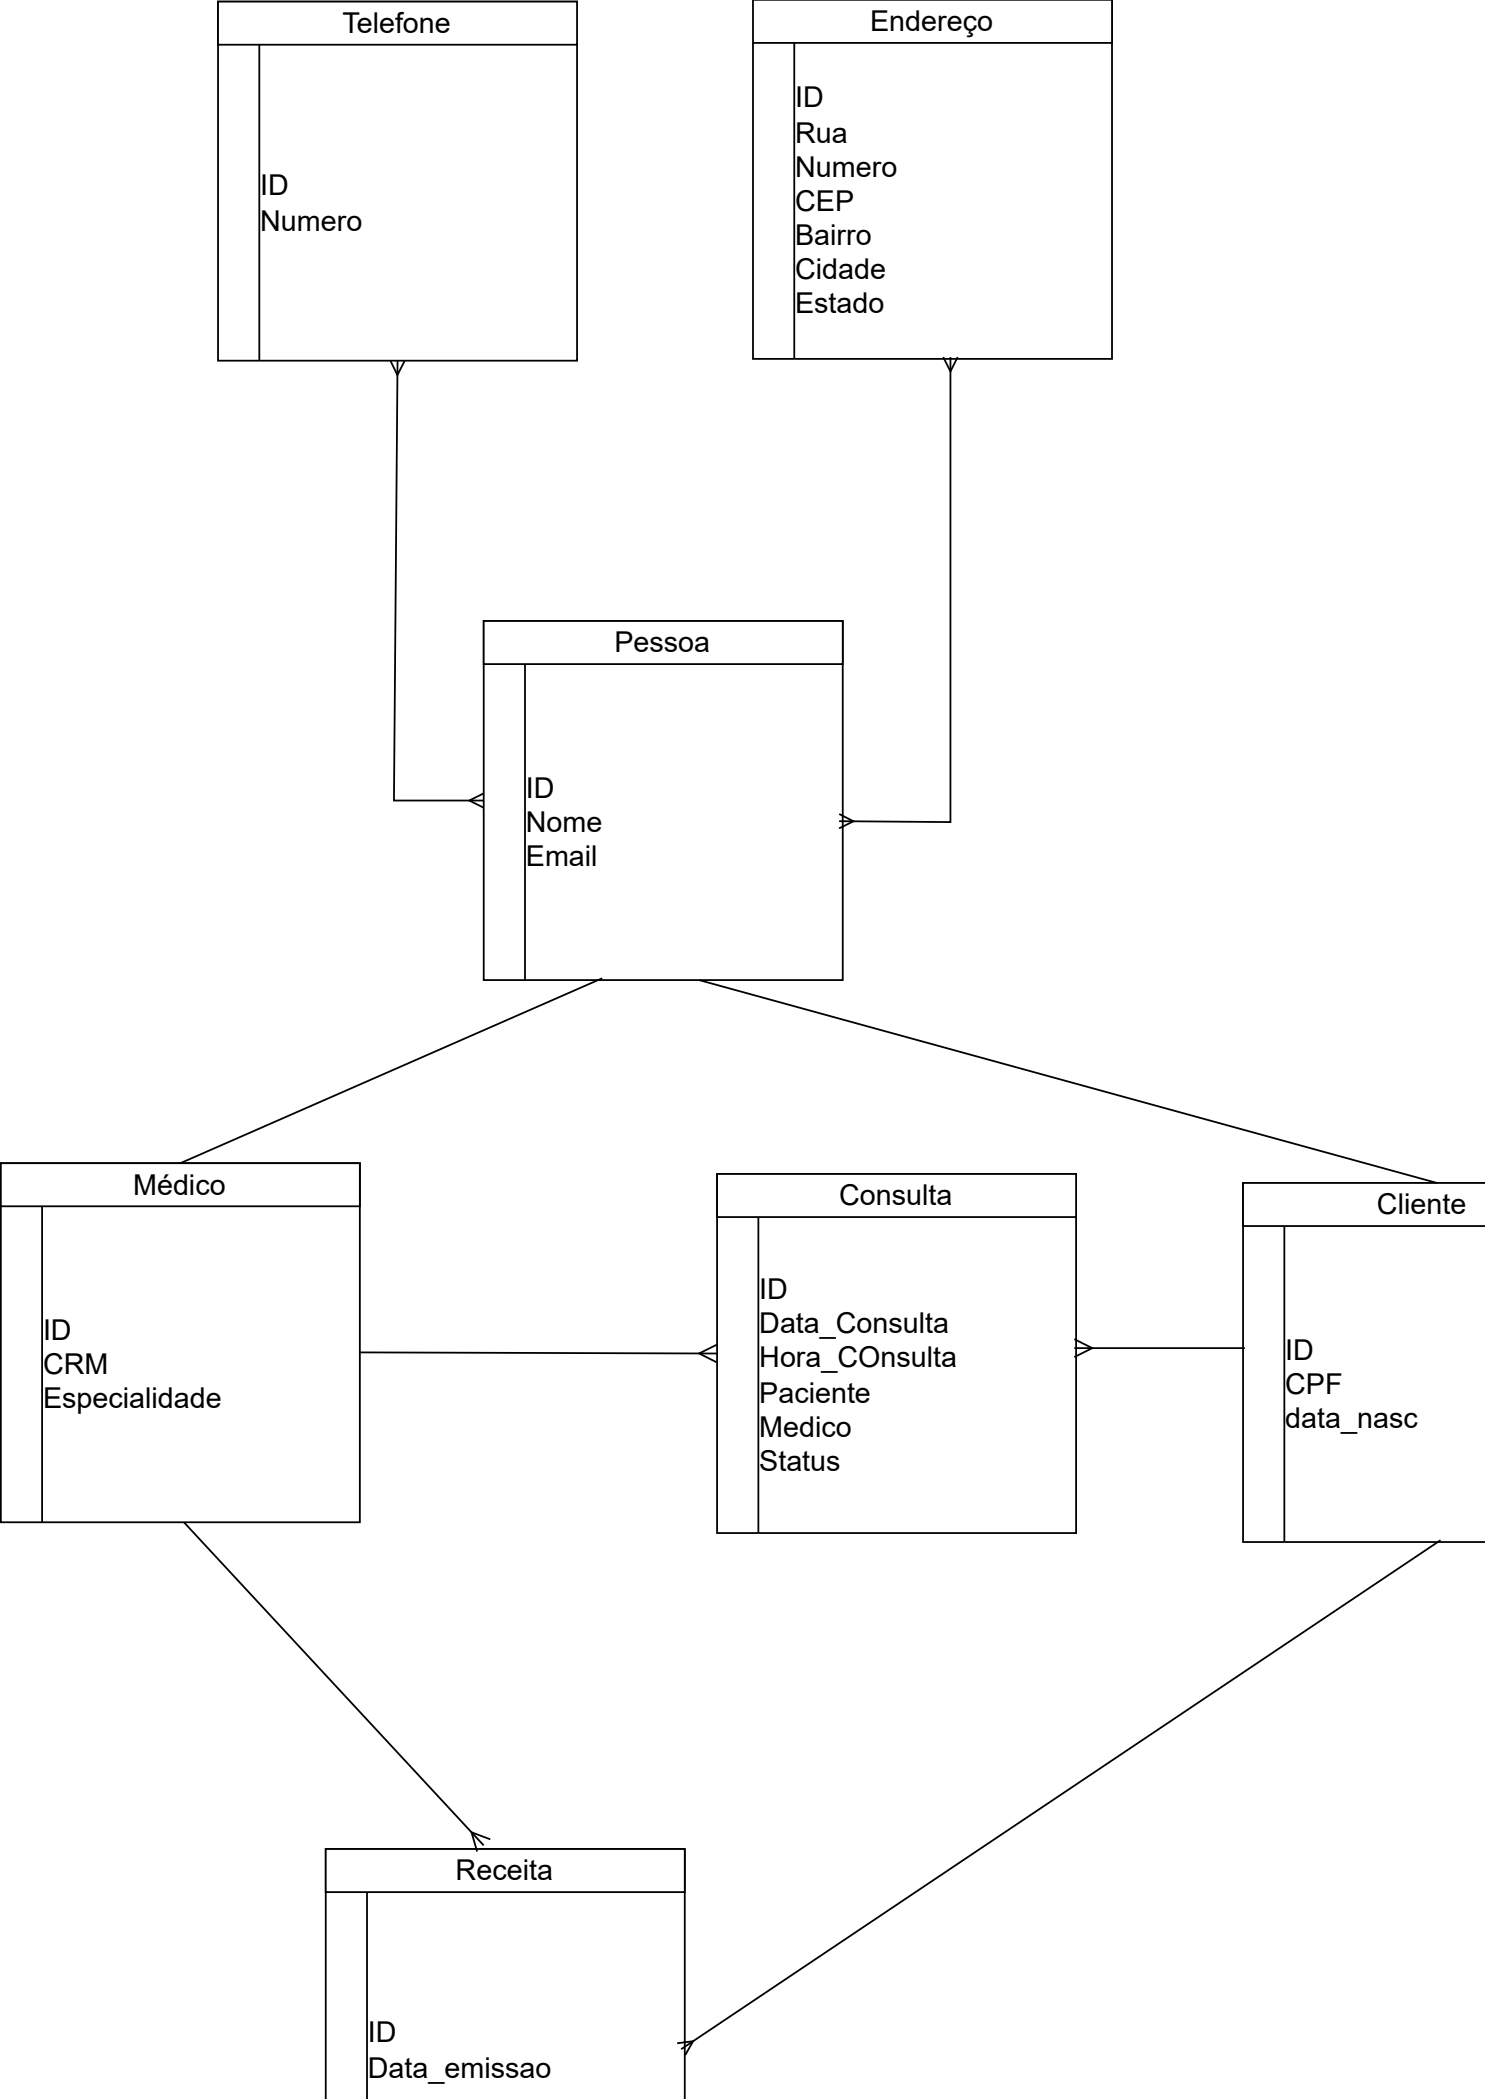 Telefone
ID
Numero
Endereço
ID
Rua
Numero
CEP
Bairro
Cidade
Estado
Pessoa
ID
Nome
Email
Médico
ID
CRM
Especialidade
Consulta
ID
Data_Consulta
Hora_COnsulta
Paciente
Medico
Status
Cliente
ID
CPF
data_nasc
Receita
ID
Data_emissao